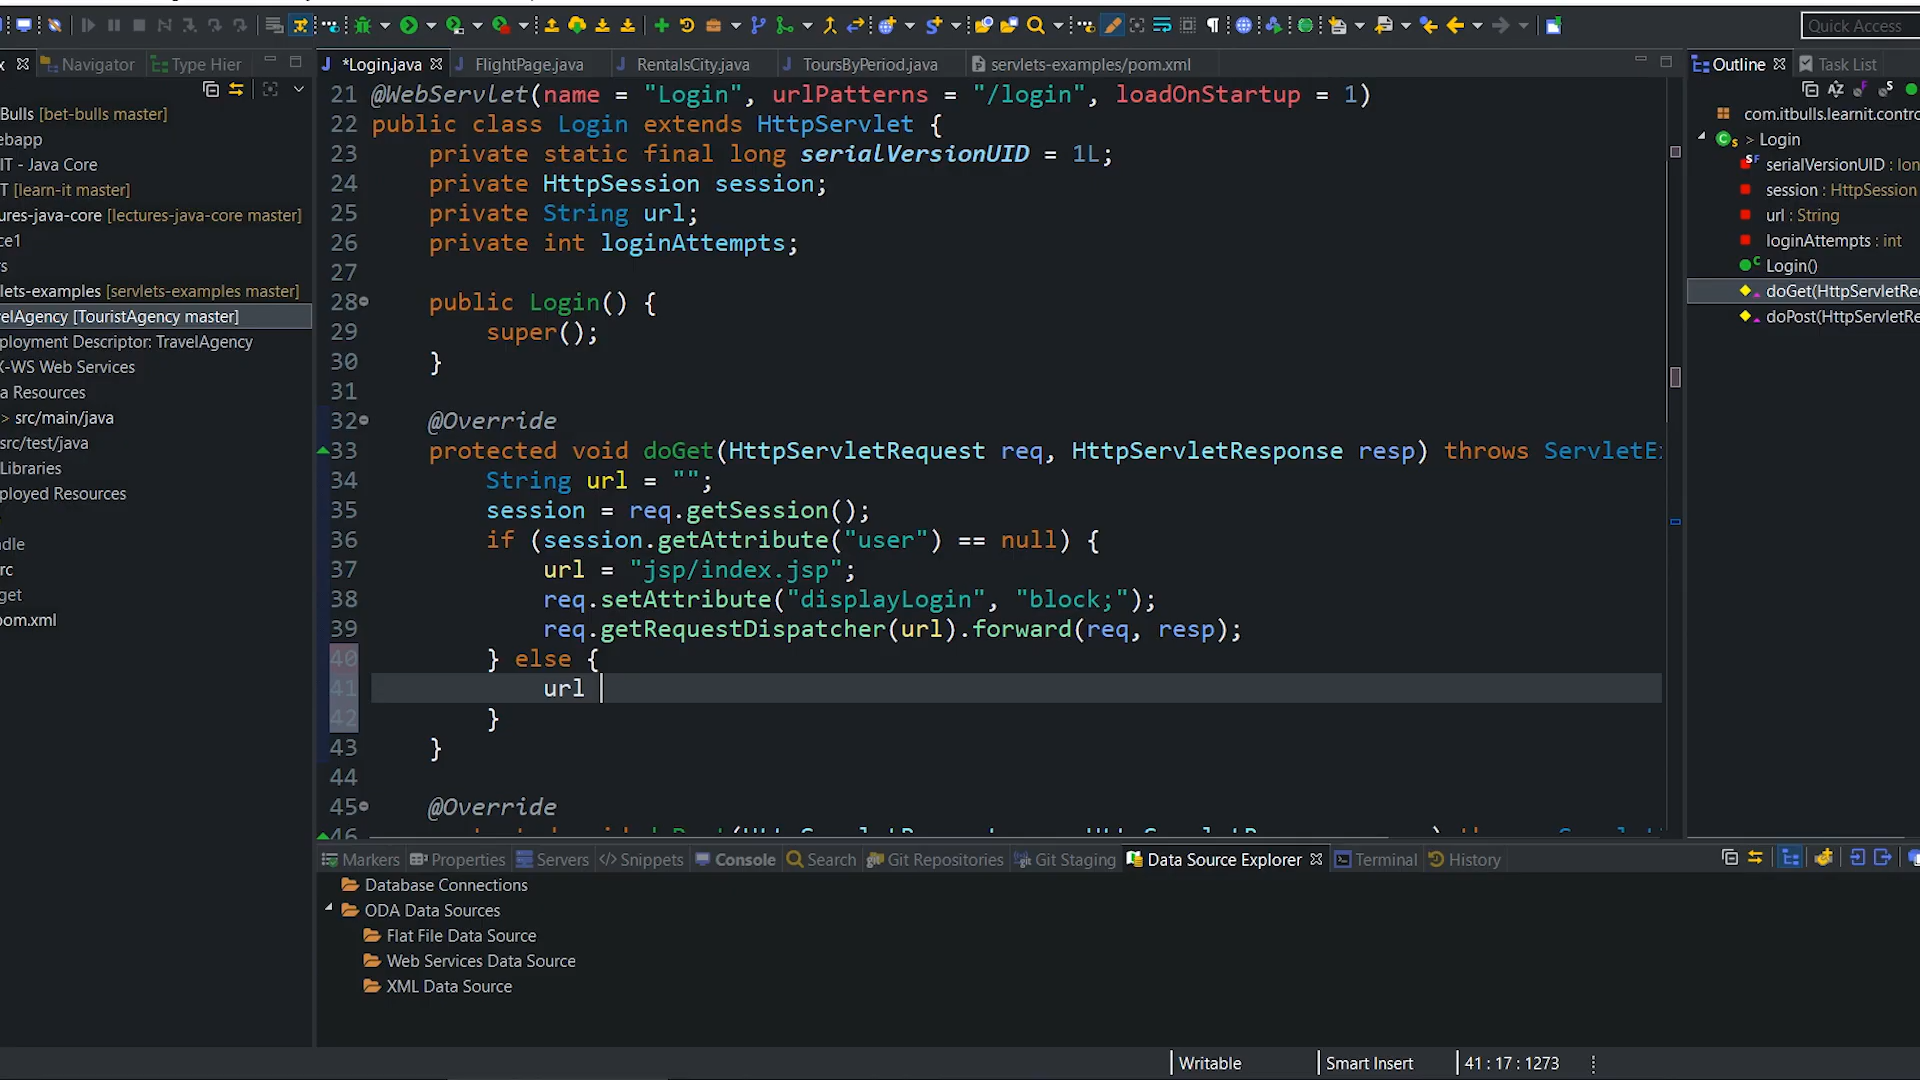 Quick Access
x Navigator Type Hier
*Login.java FlightPage.java RentalsCity.java ToursByPeriod.java servlets-examples/pom.xml
Outline Task List
Bulls [bet-bulls master]
ebapp
IT - Java Core
T [learn-it master]
ures-java-core [lectures-java-core master]
ce1
rs
lets-examples [servlets-examples master]
elAgency [TouristAgency master]
ployment Descriptor: TravelAgency
X-WS Web Services
a Resources
> src/main/java
src/test/java
Libraries
ployed Resources
dle
rc
get
pom.xml
21 @WebServlet(name = "Login", urlPatterns = "/login", loadOnStartup = 1)
22 public class Login extends HttpServlet {
23 private static final long serialVersionUID = 1L;
24 private HttpSession session;
25 private String url;
26 private int loginAttempts;
27
28 public Login() {
29 super();
30 }
31
32 @Override
33 protected void doGet(HttpServletRequest req, HttpServletResponse resp) throws ServletEx
34 String url = "";
35 session = req.getSession();
36 if (session.getAttribute("user") == null) {
37 url = "jsp/index.jsp";
38 req.setAttribute("displayLogin", "block;");
39 req.getRequestDispatcher(url).forward(req, resp);
40 } else {
41 url
42 }
43 }
44
45 @Override
46
com.itbulls.learnit.contro
> Login
serialVersionUID : lon
session : HttpSession
url : String
loginAttempts : int
Login()
doGet(HttpServletRec
doPost(HttpServletRe
Markers Properties Servers Snippets Console Search Git Repositories Git Staging Data Source Explorer Terminal History
Database Connections
ODA Data Sources
Flat File Data Source
Web Services Data Source
XML Data Source
Writable Smart Insert 41 : 17 : 1273